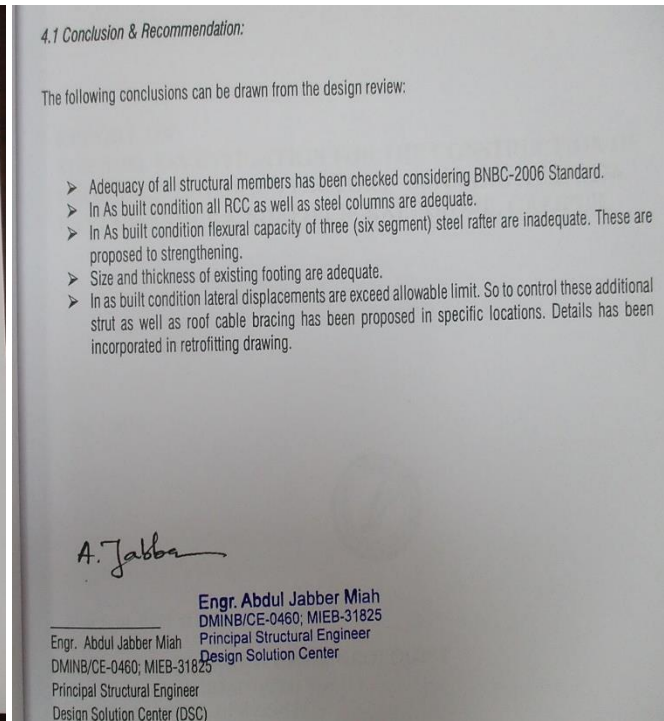 4.1 Conclusion & Recommendation:
The following conclusions can be drawn from the design review:
➢ Adequacy of all structural members has been checked considering BNBC-2006 Standard.
➢ In As built condition all RCC as well as steel columns are adequate.
➢ In As built condition flexural capacity of three (six segment) steel rafter are inadequate. These are
proposed to strengthening.
➢ Size and thickness of existing footing are adequate.
➢ In as built condition lateral displacements are exceed allowable limit. So to control these additional
strut as well as roof cable bracing has been proposed in specific locations. Details has been
incorporated in retrofitting drawing.
A. Jabba
Engr. Abdul Jabber Miah
DMINB/CE-0460; MIEB-31825
Principal Structural Engineer
Design Solution Center
Engr. Abdul Jabber Miah
DMINB/CE-0460; MIEB-31825
Principal Structural Engineer
Design Solution Center (DSC)